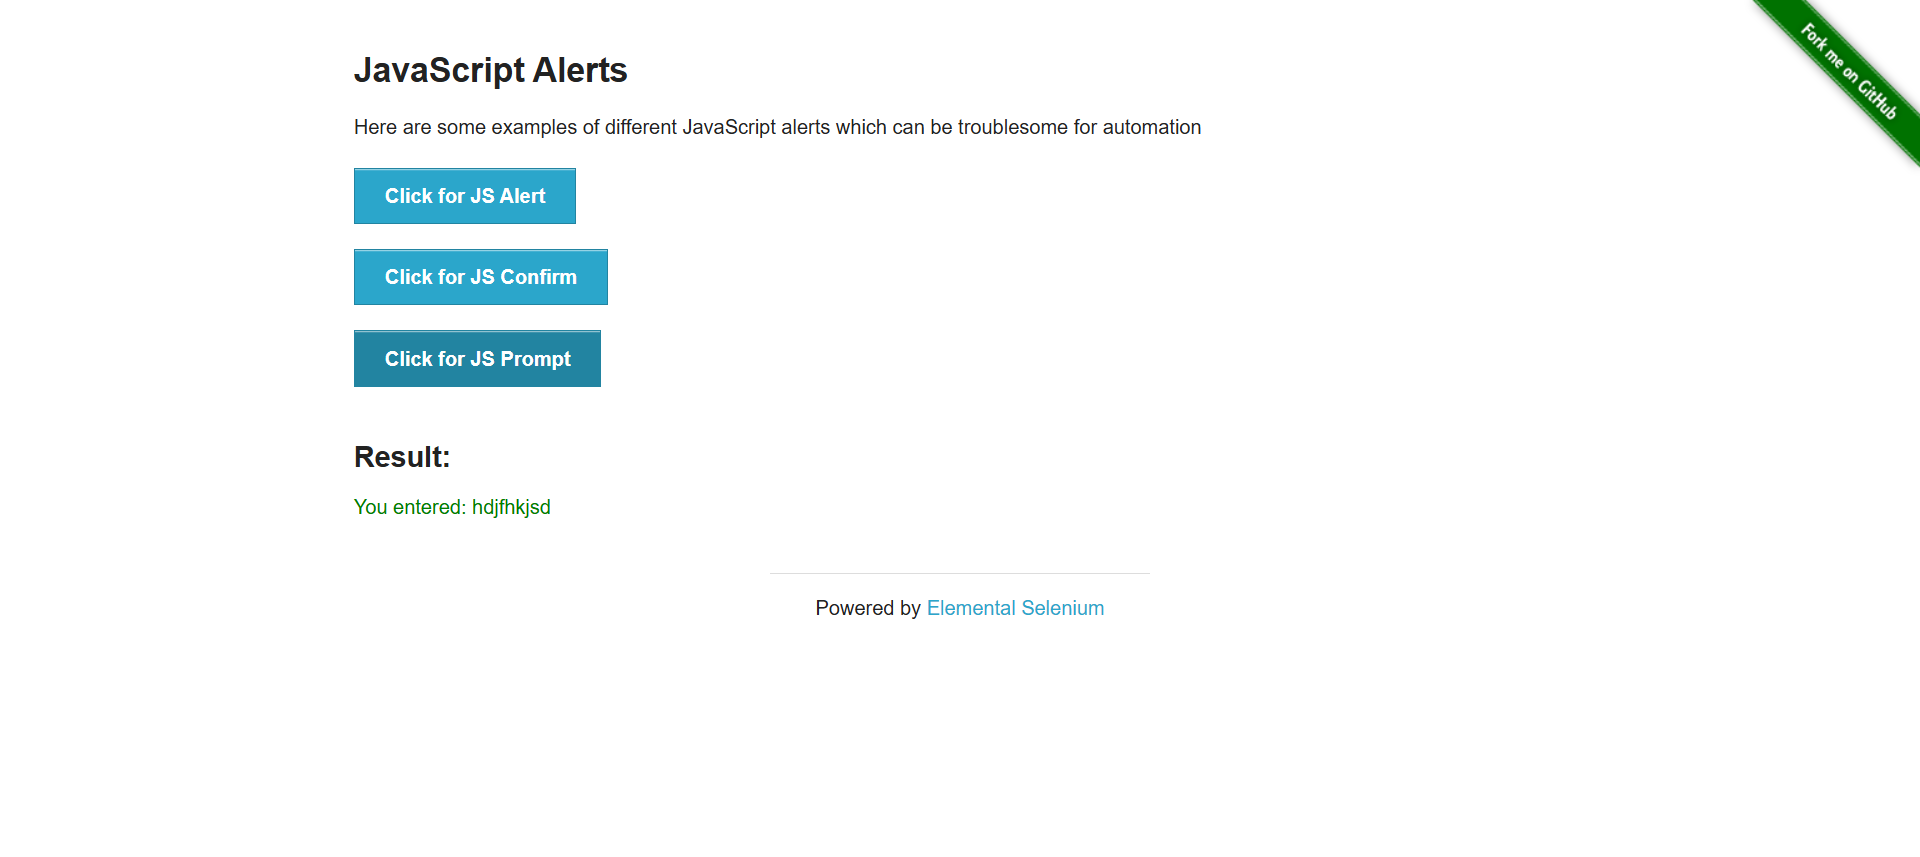 Fork me on GitHub
JavaScript Alerts
Here are some examples of different JavaScript alerts which can be troublesome for automation
Click for JS Alert
Click for JS Confirm
Click for JS Prompt
Result:
You entered: hdjfhkjsd
Powered by Elemental Selenium